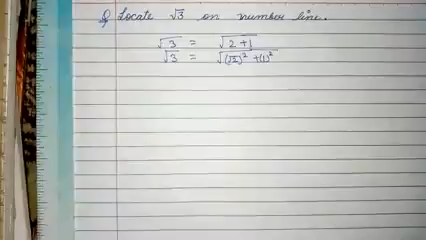 Q Locate √3 on number line.
√3 = √2+1
√3 = √(√2)² + (1)²